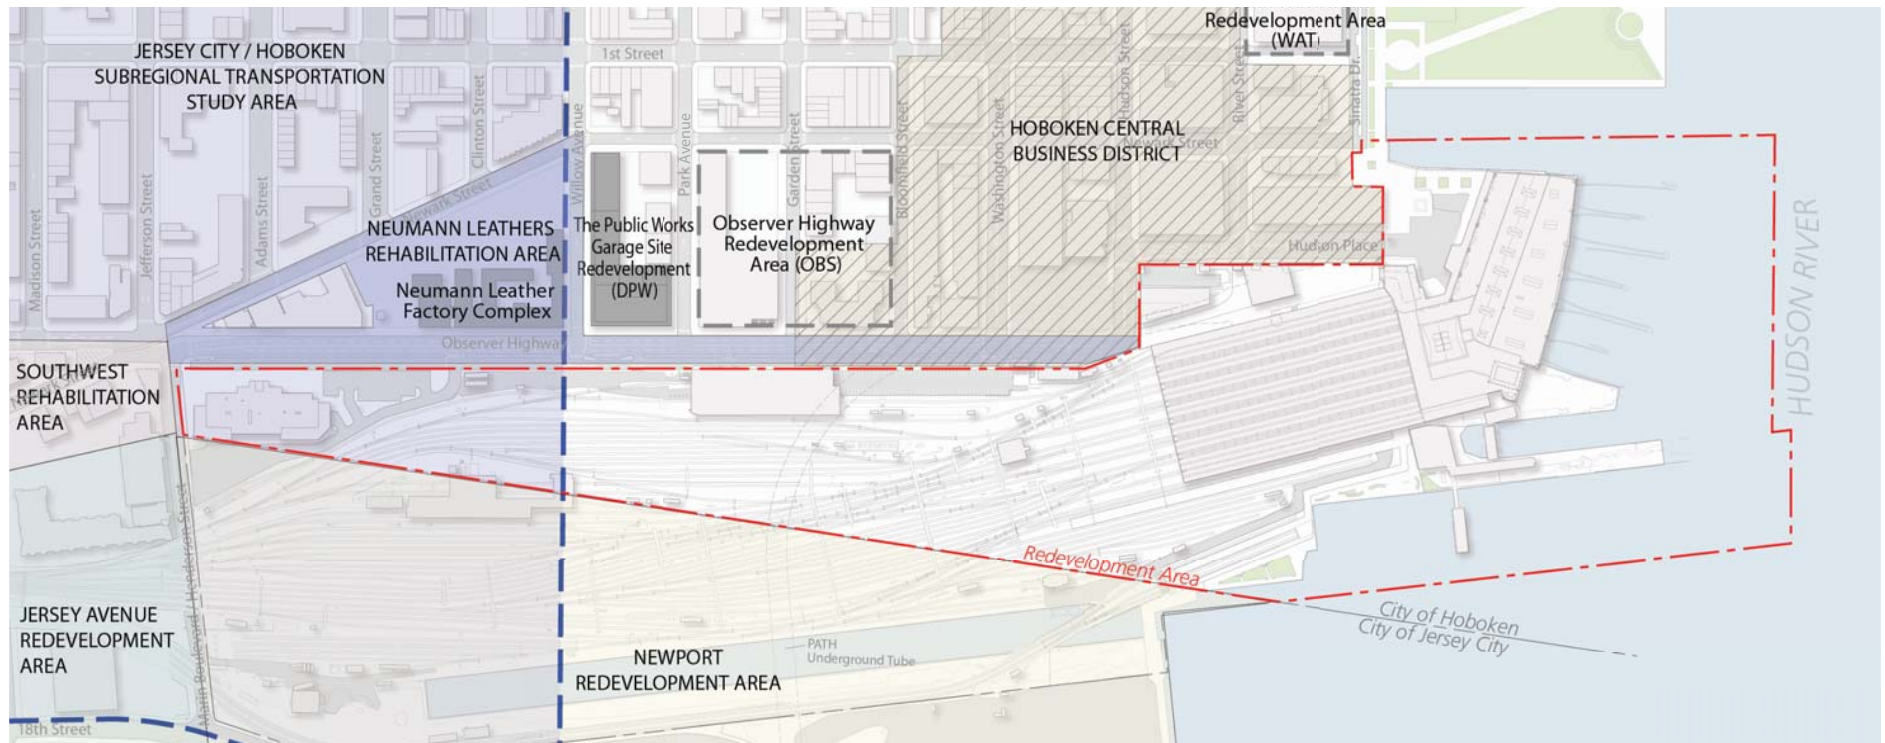 Redevelopment Area
(WAT)
JERSEY CITY / HOBOKEN
SUBREGIONAL TRANSPORTATION
STUDY AREA
1st Street
HOBOKEN CENTRAL
BUSINESS DISTRICT
Newark Street
Madison Street
Jefferson Street
Adams Street
Grand Street
Clinton Street
Newark Street
Willow Avenue
Park Avenue
Garden Street
Bloomfield Street
Washington Street
Hudson Street
River Street
Sinatra Dr.
NEUMANN LEATHERS
REHABILITATION AREA
Neumann Leather
Factory Complex
The Public Works
Garage Site
Redevelopment
(DPW)
Observer Highway
Redevelopment
Area (OBS)
Hudson Place
HUDSON RIVER
Observer Highway
SOUTHWEST
REHABILITATION
AREA
Redevelopment Area
City of Hoboken
City of Jersey City
JERSEY AVENUE
REDEVELOPMENT
AREA
Marin Boulevard / Henderson Street
PATH
Underground Tube
NEWPORT
REDEVELOPMENT AREA
18th Street